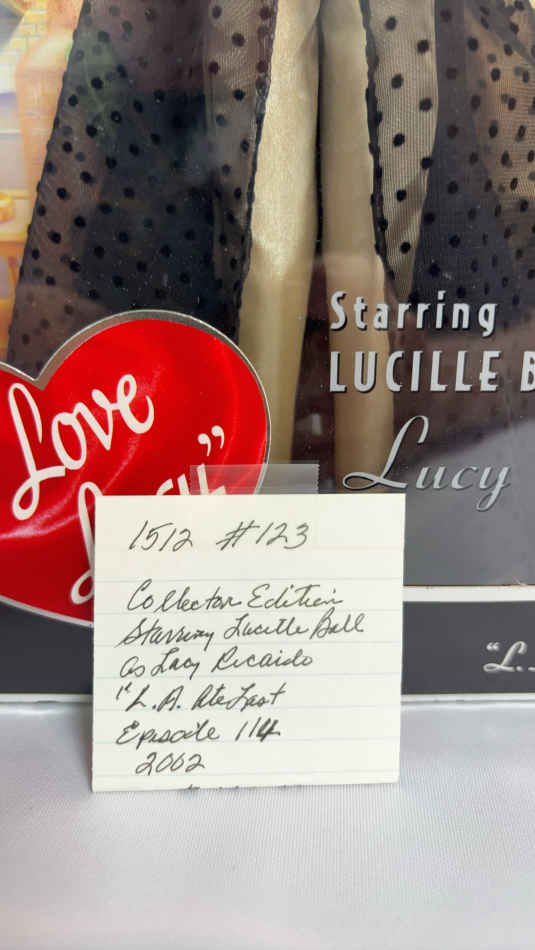 Starring
LUCILLE B
Love
Lucy
"L.
1512 #123
Collector Edition
Starring Lucille Ball
as Lucy Ricardo
"L.A. At Last
Episode 114
2002